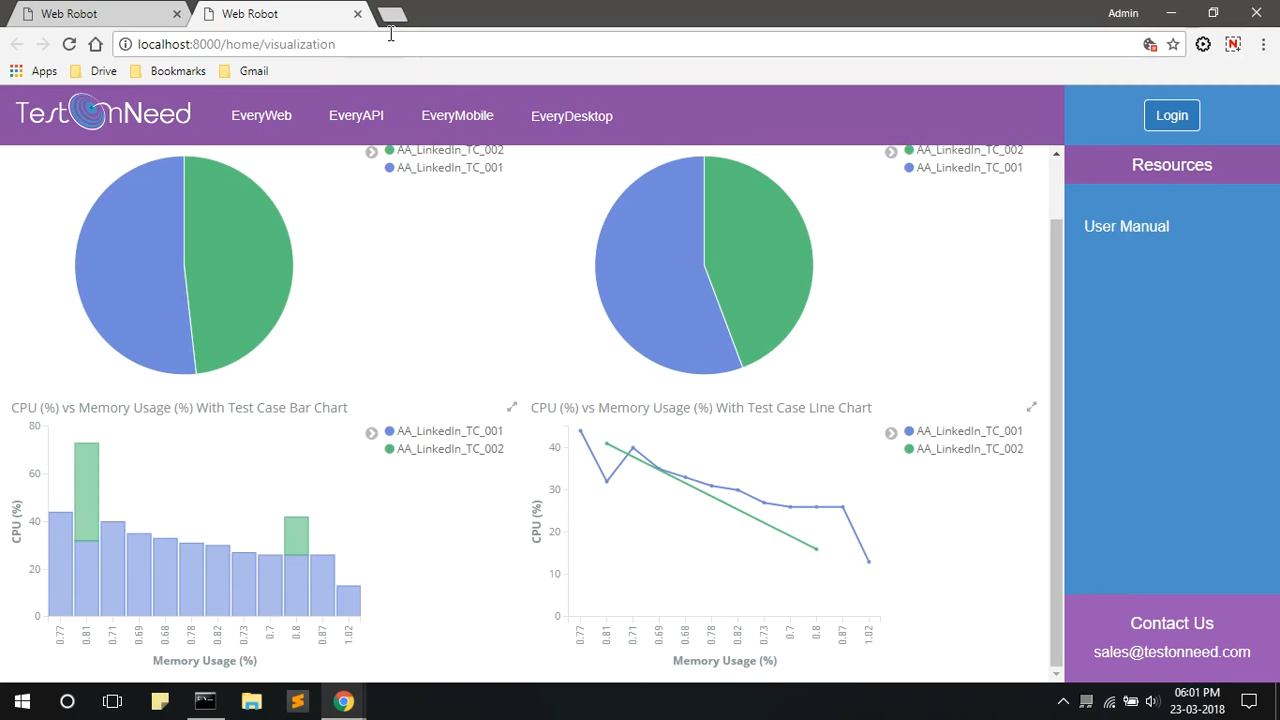 Web Robot
Web Robot
Admin
localhost:8000/home/visualization
Apps Drive Bookmarks Gmail
TestOnNeed EveryWeb EveryAPI EveryMobile EveryDesktop
Login
Resources
User Manual
AA_LinkedIn_TC_002
AA_LinkedIn_TC_001
AA_LinkedIn_TC_002
AA_LinkedIn_TC_001
CPU (%) vs Memory Usage (%) With Test Case Bar Chart
AA_LinkedIn_TC_001
AA_LinkedIn_TC_002
80
60
40
20
0
CPU (%)
0.77 0.81 0.71 0.69 0.68 0.78 0.82 0.73 0.7 0.8 0.87 1.02
Memory Usage (%)
CPU (%) vs Memory Usage (%) With Test Case LIne Chart
AA_LinkedIn_TC_001
AA_LinkedIn_TC_002
40
30
20
10
0
CPU (%)
0.77 0.81 0.71 0.69 0.68 0.78 0.82 0.73 0.7 0.8 0.87 1.02
Memory Usage (%)
Contact Us
sales@testonneed.com
06:01 PM
23-03-2018